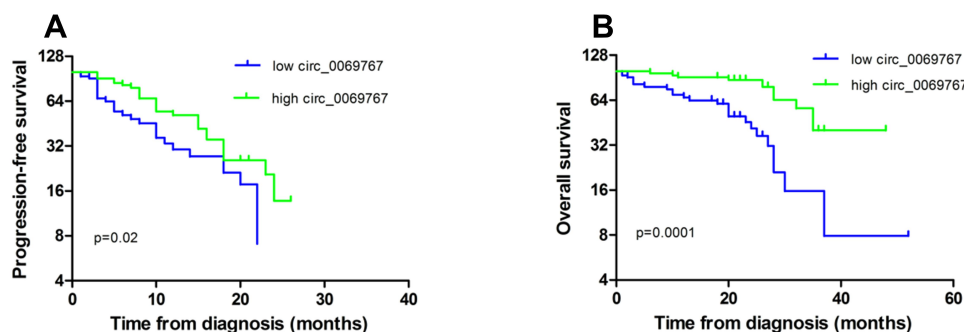 A
Progression-free survival
128
64
32
16
8
4
low circ_0069767
high circ_0069767
p=0.02
0
10
20
30
40
Time from diagnosis (months)
B
Overall survival
128
64
32
16
8
4
low circ_0069767
high circ_0069767
p=0.0001
0
20
40
60
Time from diagnosis (months)